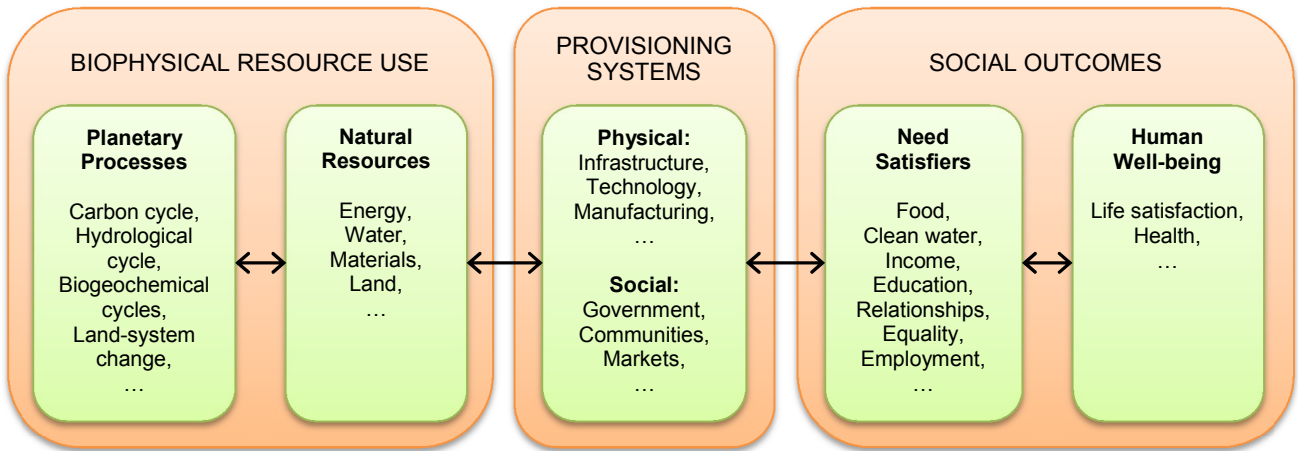 BIOPHYSICAL RESOURCE USE
Planetary
Processes
Carbon cycle,
Hydrological
cycle,
Biogeochemical
cycles,
Land-system
change,
…
Natural
Resources
Energy,
Water,
Materials,
Land,
…
PROVISIONING
SYSTEMS
Physical:
Infrastructure,
Technology,
Manufacturing,
…
Social:
Government,
Communities,
Markets,
…
SOCIAL OUTCOMES
Need
Satisfiers
Food,
Clean water,
Income,
Education,
Relationships,
Equality,
Employment,
…
Human
Well-being
Life satisfaction,
Health,
…